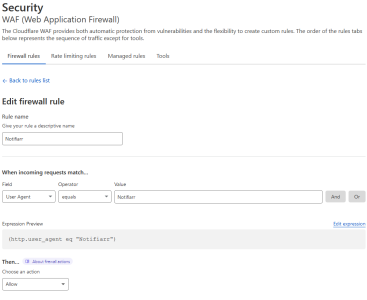 Security
WAF (Web Application Firewall)
The Cloudflare WAF provides both automatic protection from vulnerabilities and the flexibility to create custom rules. The order of the rules tabs
below represents the sequence of traffic except for tools.
Firewall rules Rate limiting rules Managed rules Tools
← Back to rules list
Edit firewall rule
Rule name
Give your rule a descriptive name
Notifiarr
When incoming requests match...
Field Operator Value
User Agent equals Notifiarr And Or
Expression Preview Edit expression
(http.user_agent eq "Notifiarr")
Then... About firewall actions
Choose an action
Allow